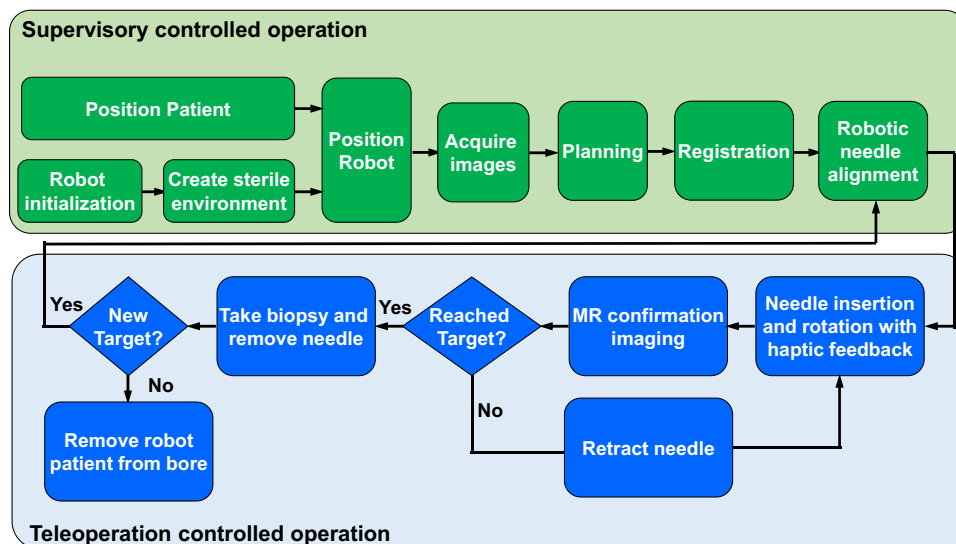 Supervisory controlled operation
Position Patient
Robot
initialization
Create sterile
environment
Position
Robot
Acquire
images
Planning
Registration
Robotic
needle
alignment
Yes
New
Target?
Take biopsy and
remove needle
Yes
Reached
Target?
MR confirmation
imaging
Needle insertion
and rotation with
haptic feedback
No
No
Remove robot
patient from bore
Retract needle
Teleoperation controlled operation